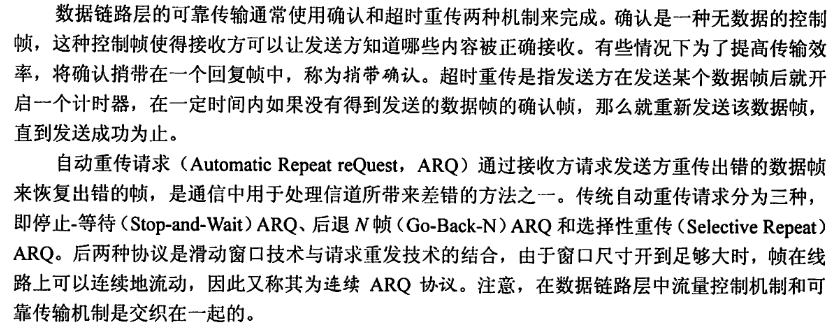 数据链路层的可靠传输通常使用确认和超时重传两种机制来完成。确认是一种无数据的控制
帧，这种控制帧使得接收方可以让发送方知道哪些内容被正确接收。有些情况下为了提高传输效
率，将确认捎带在一个回复帧中，称为捎带确认。超时重传是指发送方在发送某个数据帧后就开
启一个计时器，在一定时间内如果没有得到发送的数据帧的确认帧，那么就重新发送该数据帧，
直到发送成功为止。
自动重传请求（Automatic Repeat reQuest，ARQ）通过接收方请求发送方重传出错的数据帧
来恢复出错的帧，是通信中用于处理信道所带来差错的方法之一。传统自动重传请求分为三种，
即停止-等待（Stop-and-Wait）ARQ、后退 N 帧（Go-Back-N）ARQ 和选择性重传（Selective Repeat）
ARQ。后两种协议是滑动窗口技术与请求重发技术的结合，由于窗口尺寸开到足够大时，帧在线
路上可以连续地流动，因此又称其为连续 ARQ 协议。注意，在数据链路层中流量控制机制和可
靠传输机制是交织在一起的。